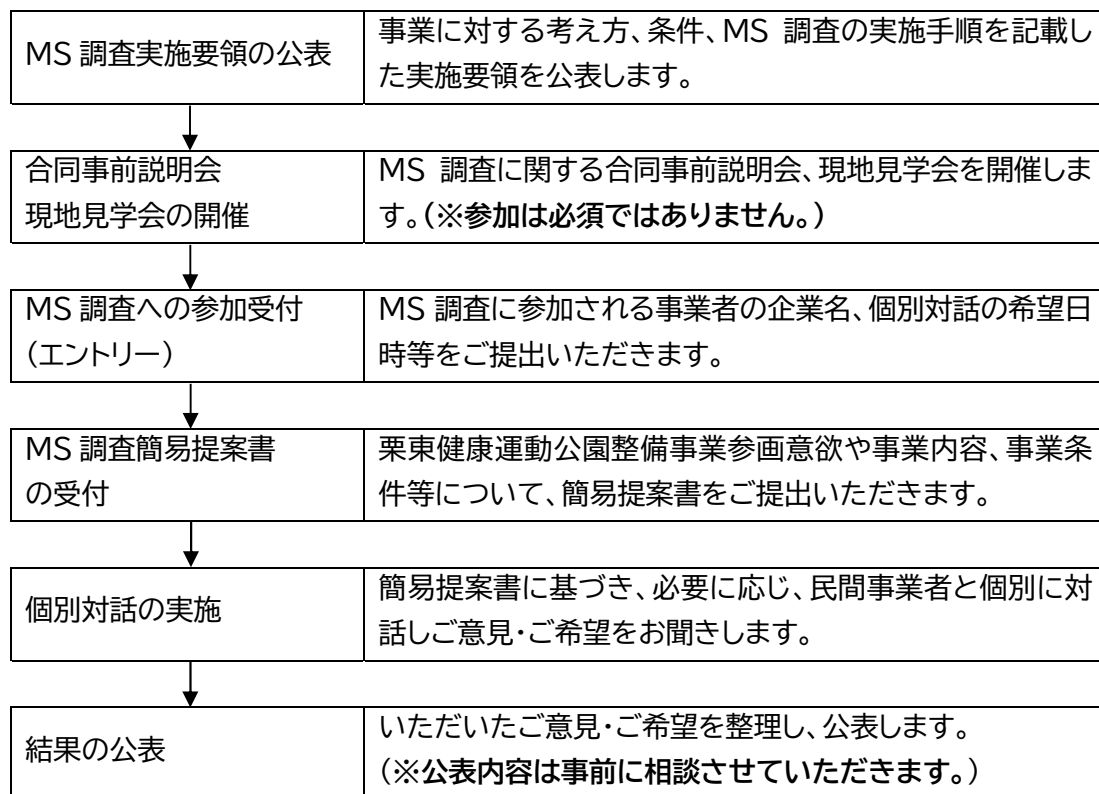 MS 調査実施要領の公表
事業に対する考え方、条件、MS 調査の実施手順を記載し
た実施要領を公表します。
合同事前説明会
現地見学会の開催
MS 調査に関する合同事前説明会、現地見学会を開催しま
す。(※参加は必須ではありません。)
MS 調査への参加受付
(エントリー)
MS 調査に参加される事業者の企業名、個別対話の希望日
時等をご提出いただきます。
MS 調査簡易提案書
の受付
栗東健康運動公園整備事業参画意欲や事業内容、事業条
件等について、簡易提案書をご提出いただきます。
個別対話の実施
簡易提案書に基づき、必要に応じ、民間事業者と個別に対
話しご意見・ご希望をお聞きします。
結果の公表
いただいたご意見・ご希望を整理し、公表します。
(※公表内容は事前に相談させていただきます。)